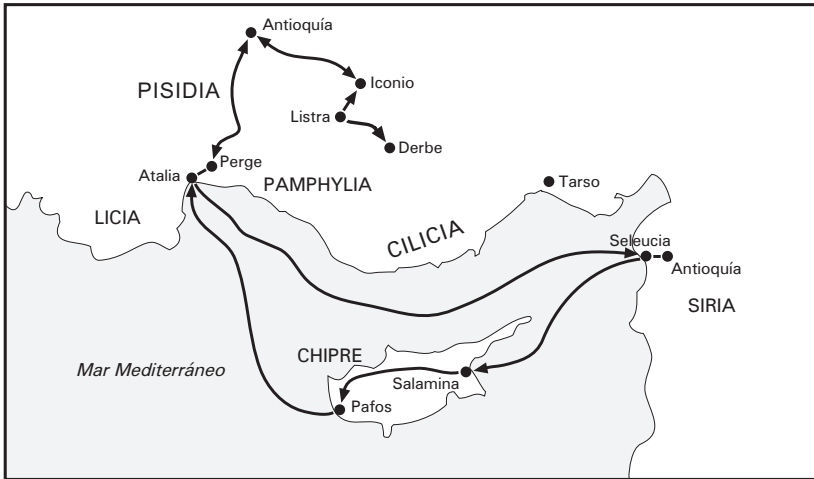 Antioquía
PISIDIA
Iconio
Listra
Derbe
Perge
Atalia
PAMPHYLIA
Tarso
LICIA
CILICIA
Seleucia
Antioquía
SIRIA
CHIPRE
Mar Mediterráneo
Salamina
Pafos